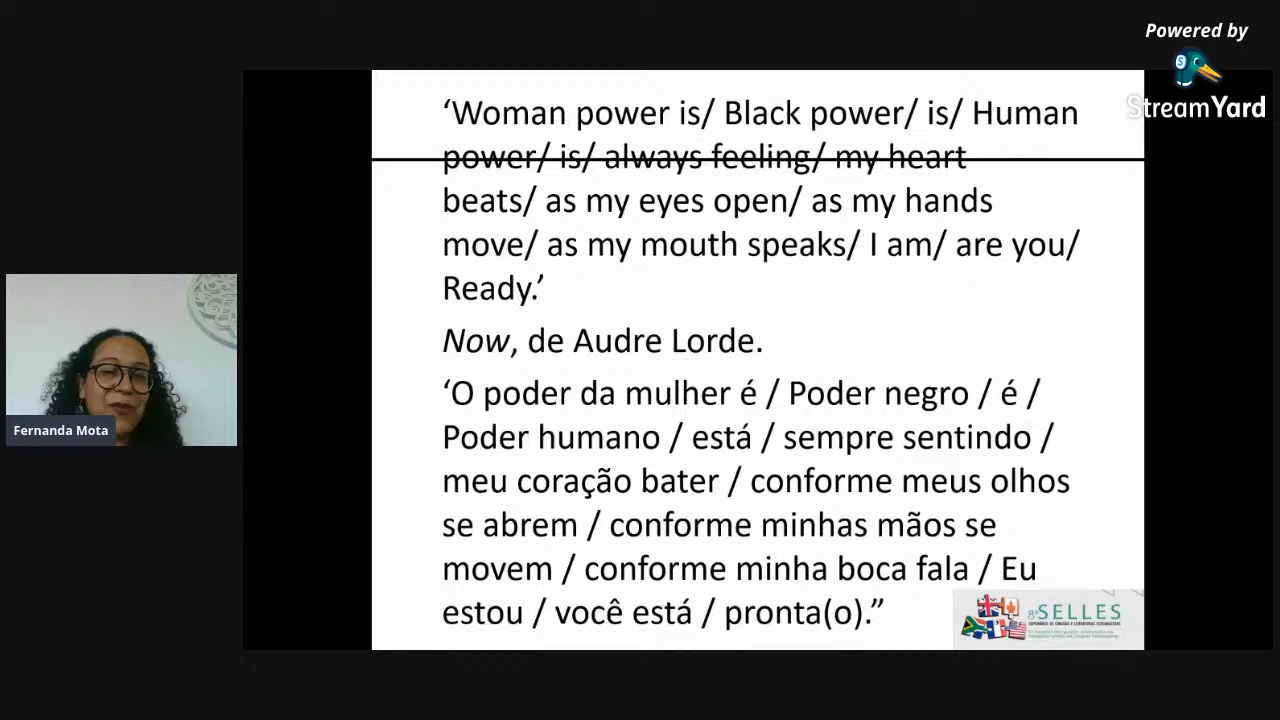 Powered by
StreamYard
‘Woman power is/ Black power/ is/ Human
power/ is/ always feeling/ my heart
beats/ as my eyes open/ as my hands
move/ as my mouth speaks/ I am/ are you/
Ready.’
Now, de Audre Lorde.
‘O poder da mulher é / Poder negro / é /
Poder humano / está / sempre sentindo /
meu coração bater / conforme meus olhos
se abrem / conforme minhas mãos se
movem / conforme minha boca fala / Eu
estou / você está / pronta(o).”
Fernanda Mota
8º SELLES